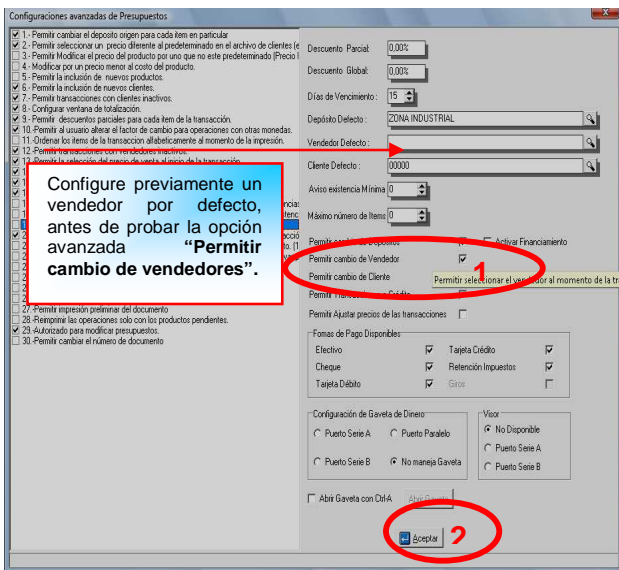 Configuraciones avanzadas de Presupuestos
1.- Permitir cambiar el deposito origen para cada item en particular
2.- Permitir seleccionar un precio diferente al predeterminado en el archivo de clientes (e
3.- Permitir Modificar el precio del producto por uno que no este predeterminado (Precio l
4.- Modificar por un precio menor al costo del producto.
5.- Permitir la inclusión de nuevos productos.
6.- Permitir la inclusión de nuevos clientes.
7.- Permitir transacciones con clientes inactivos.
8.- Configurar ventana de totalización.
9.- Permitir descuentos parciales para cada item de la transacción.
10.-Permitir al usuario alterar el factor de cambio para operaciones con otras monedas.
11.-Ordenar los items de la transaccion alfabeticamente al momento de la impresión.
12.-Permitir transacciones con vendedores inactivos.
Configure previamente un
vendedor por defecto,
antes de probar la opción
avanzada "Permitir
cambio de vendedores".
27.-Permitir impresión preliminar del documento
28.-Reimprimir las operaciones solo con los productos pendientes.
29.-Autorizado para modificar presupuestos.
30.-Permitir cambiar el número de documento
Descuento Parcial: 0,00%
Descuento Global: 0,00%
Días de Vencimiento : 15
Depósito Defecto : ZONA INDUSTRIAL
Vendedor Defecto :
Cliente Defecto : 00000
Aviso existencia Mínima 0
Máximo número de Items 0
Permitir cambio de Depósitos Activar Financiamiento
Permitir cambio de Vendedor
1
Permitir cambio de Cliente Permitir seleccionar el vendedor al momento de la tr
Permitir Ajustar precios de las transacciones
Fomas de Pago Disponibles
Efectivo Tarjeta Crédito
Cheque Retención Impuestos
Tarjeta Débito Giros
Configuración de Gaveta de Dinero Visor
Puerto Serie A Puerto Paralelo No Disponible
Puerto Serie A
Puerto Serie B No maneja Gaveta
Puerto Serie B
Abrir Gaveta con Ctrl-A Abrir Gaveta
Aceptar 2